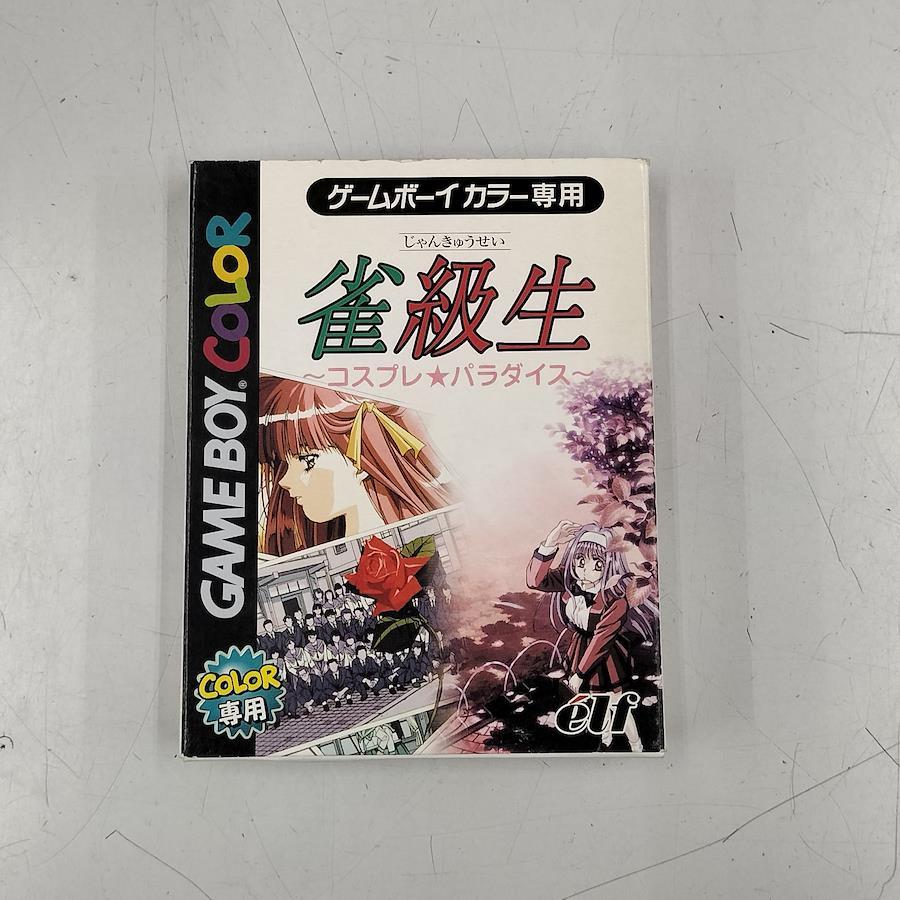 ゲームボーイ カラー専用
じゃんきゅうせい
雀級生
～コスプレ★パラダイス～
GAME BOY® COLOR
COLOR
専用
élf